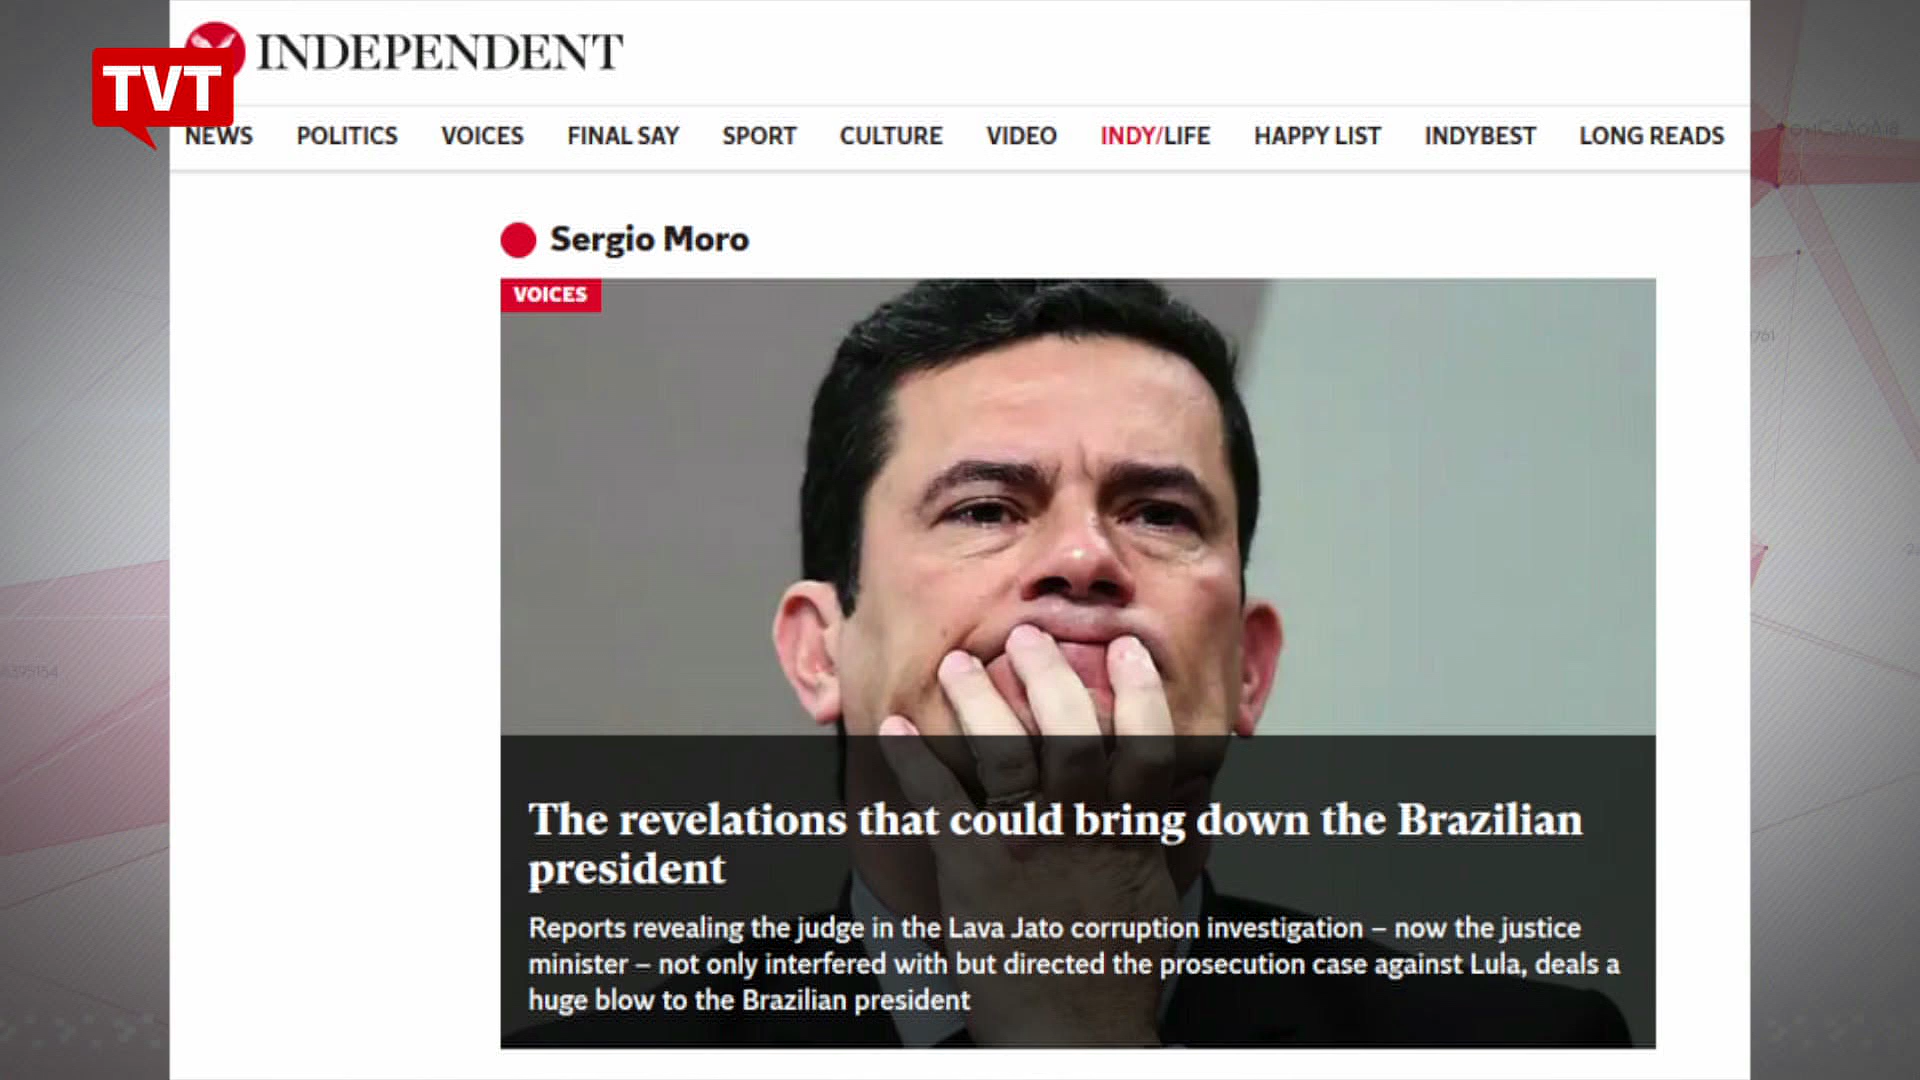 INDEPENDENT
TVT
NEWS POLITICS VOICES FINAL SAY SPORT CULTURE VIDEO INDY/LIFE HAPPY LIST INDYBEST LONG READS
Sergio Moro
VOICES
The revelations that could bring down the Brazilian
president
Reports revealing the judge in the Lava Jato corruption investigation – now the justice
minister – not only interfered with but directed the prosecution case against Lula, deals a
huge blow to the Brazilian president